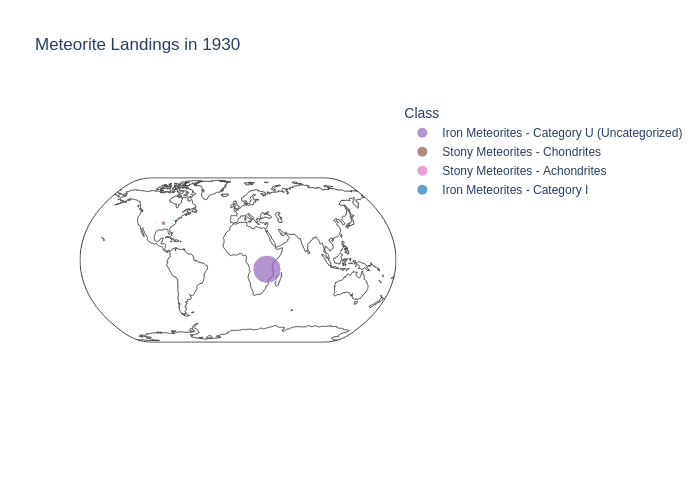 Meteorite Landings in 1930
Class
Iron Meteorites - Category U (Uncategorized)
Stony Meteorites - Chondrites
Stony Meteorites - Achondrites
Iron Meteorites - Category I